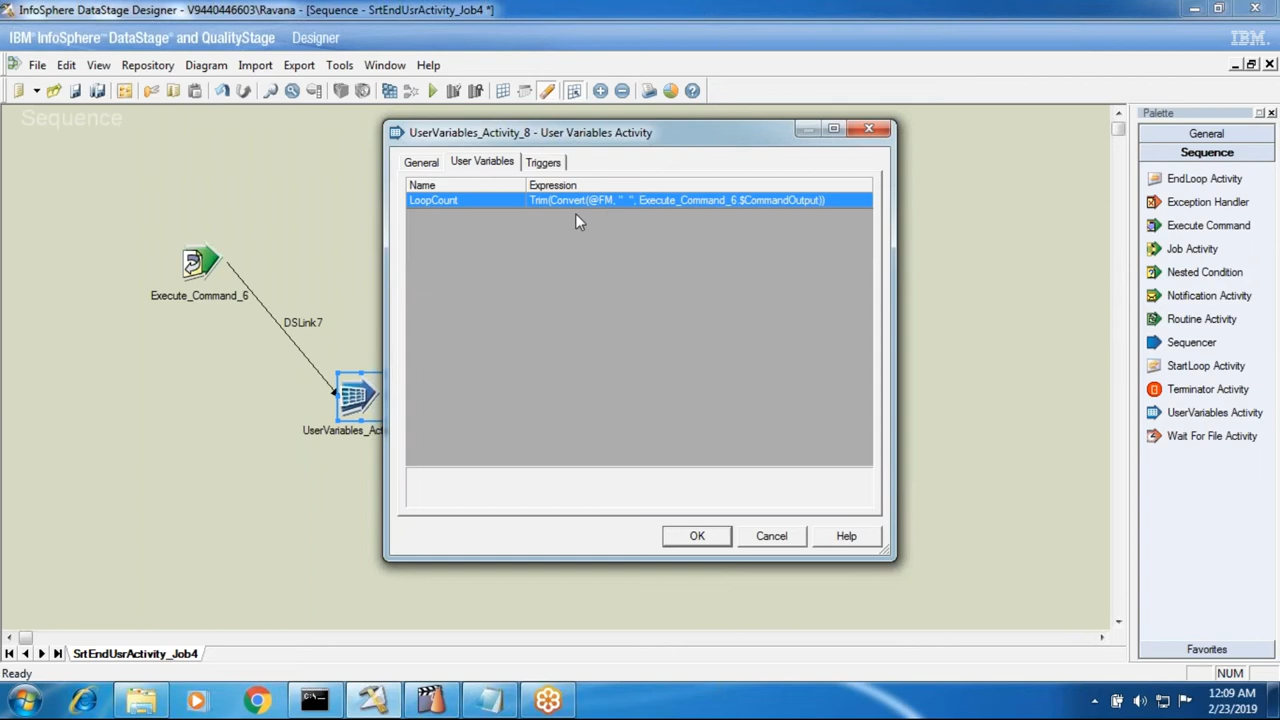 InfoSphere DataStage Designer - V9440446603\Ravana - [Sequence - SrtEndUsrActivity_Job4 *]
IBM® InfoSphere™ DataStage® and QualityStage Designer
IBM
File Edit View Repository Diagram Import Export Tools Window Help
Sequence
UserVariables_Activity_8 - User Variables Activity
General User Variables Triggers
Name Expression
LoopCount Trim(Convert(@FM, " ", Execute_Command_6.$CommandOutput))
OK Cancel Help
Execute_Command_6
DSLink7
UserVariables_Act
Palette
General
Sequence
EndLoop Activity
Exception Handler
Execute Command
Job Activity
Nested Condition
Notification Activity
Routine Activity
Sequencer
StartLoop Activity
Terminator Activity
UserVariables Activity
Wait For File Activity
Favorites
SrtEndUsrActivity_Job4
Ready
NUM
12:09 AM
2/23/2019